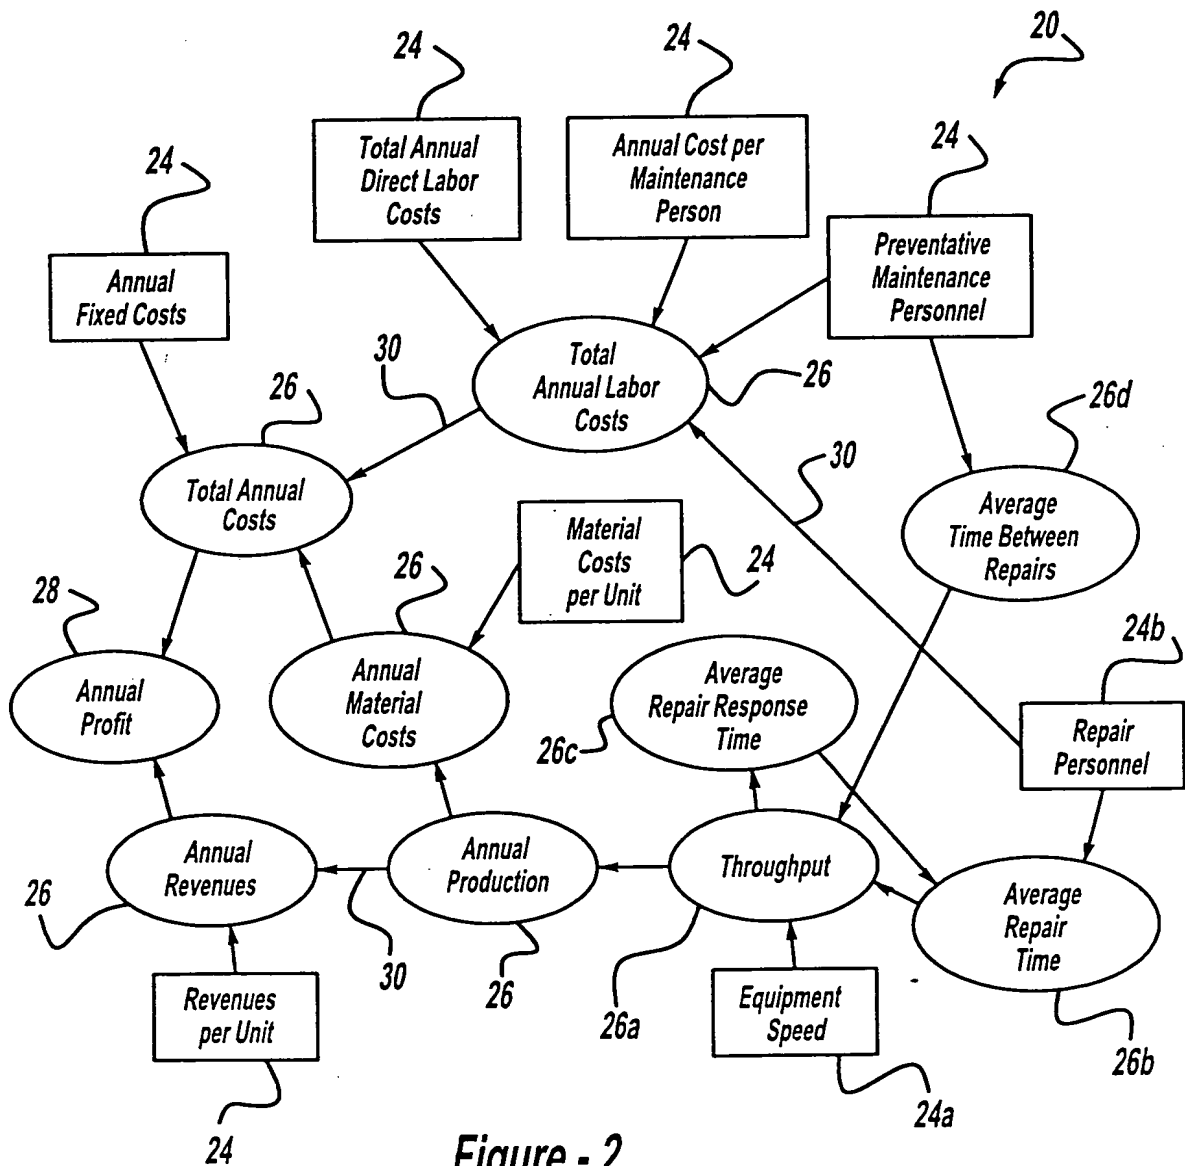 20
24
24
24
24
Total Annual
Direct Labor
Costs
Annual Cost per
Maintenance
Person
Preventative
Maintenance
Personnel
Annual
Fixed Costs
30
Total
Annual Labor
Costs
26
26
26d
30
Total Annual
Costs
Average
Time Between
Repairs
Material
Costs
per Unit
24
26
28
24b
Annual
Profit
Annual
Material
Costs
Average
Repair Response
Time
26c
Repair
Personnel
Annual
Revenues
Annual
Production
Throughput
Average
Repair
Time
26
30
26
26a
26b
Revenues
per Unit
Equipment
Speed
24
24a
Figure - 2